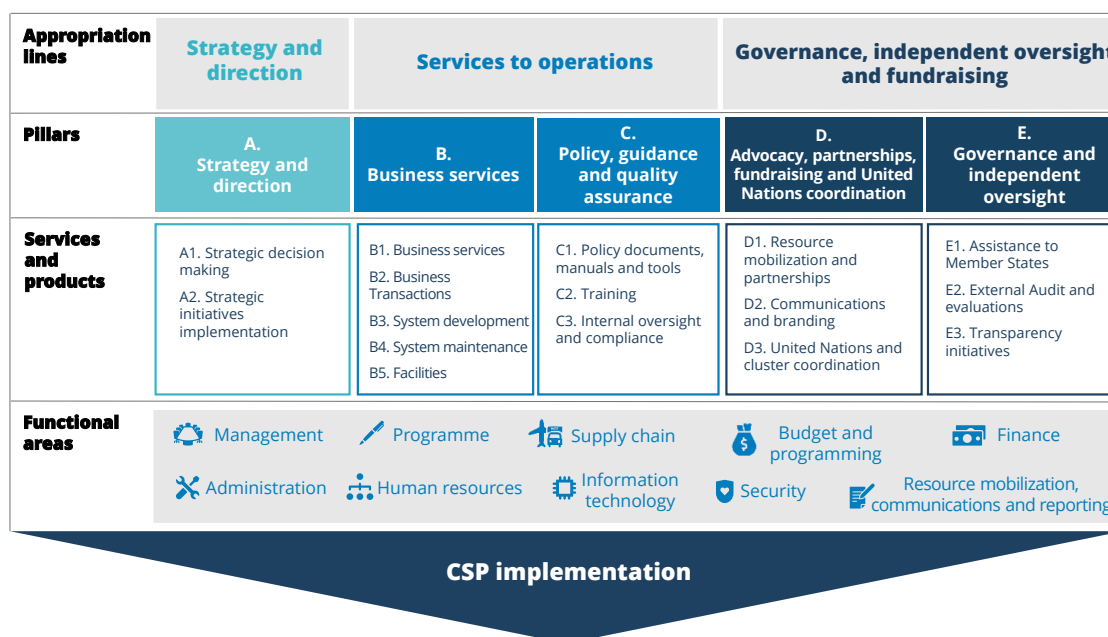 Appropriation
lines
Strategy and
direction
Services to operations
Governance, independent oversight
and fundraising
Pillars
A.
Strategy and
direction
B.
Business services
C.
Policy, guidance
and quality
assurance
D.
Advocacy, partnerships,
fundraising and United
Nations coordination
E.
Governance and
independent
oversight
Services
and
products
A1. Strategic decision
making
A2. Strategic
initiatives
implementation
B1. Business services
B2. Business
Transactions
B3. System development
B4. System maintenance
B5. Facilities
C1. Policy documents,
manuals and tools
C2. Training
C3. Internal oversight
and compliance
D1. Resource
mobilization and
partnerships
D2. Communications
and branding
D3. United Nations and
cluster coordination
E1. Assistance to
Member States
E2. External Audit and
evaluations
E3. Transparency
initiatives
Functional
areas
Management
Programme
Supply chain
Budget and
programming
Finance
Administration
Human resources
Information
technology
Security
Resource mobilization,
communications and reporting
CSP implementation